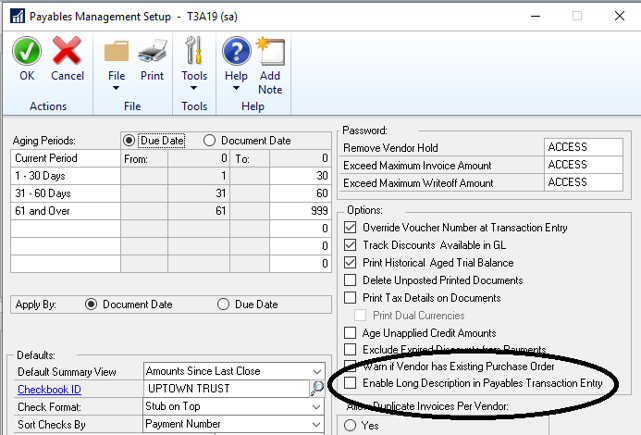 Payables Management Setup - T3A19 (sa)
OK Cancel File Print Tools Help Add Note
Actions File Tools Help
Aging Periods: Due Date Document Date
Current Period From: 0 To: 0
1 - 30 Days 1 30
31 - 60 Days 31 60
61 and Over 61 999
0
0
0
Apply By: Document Date Due Date
Defaults:
Default Summary View Amounts Since Last Close
Checkbook ID UPTOWN TRUST
Check Format: Stub on Top
Sort Checks By Payment Number
Password:
Remove Vendor Hold ACCESS
Exceed Maximum Invoice Amount ACCESS
Exceed Maximum Writeoff Amount ACCESS
Options:
Override Voucher Number at Transaction Entry
Track Discounts Available in GL
Print Historical Aged Trial Balance
Delete Unposted Printed Documents
Print Tax Details on Documents
Print Dual Currencies
Age Unapplied Credit Amounts
Exclude Expired Discounts from Payments
Warn if Vendor has Existing Purchase Order
Enable Long Description in Payables Transaction Entry
Allow Duplicate Invoices Per Vendor:
Yes